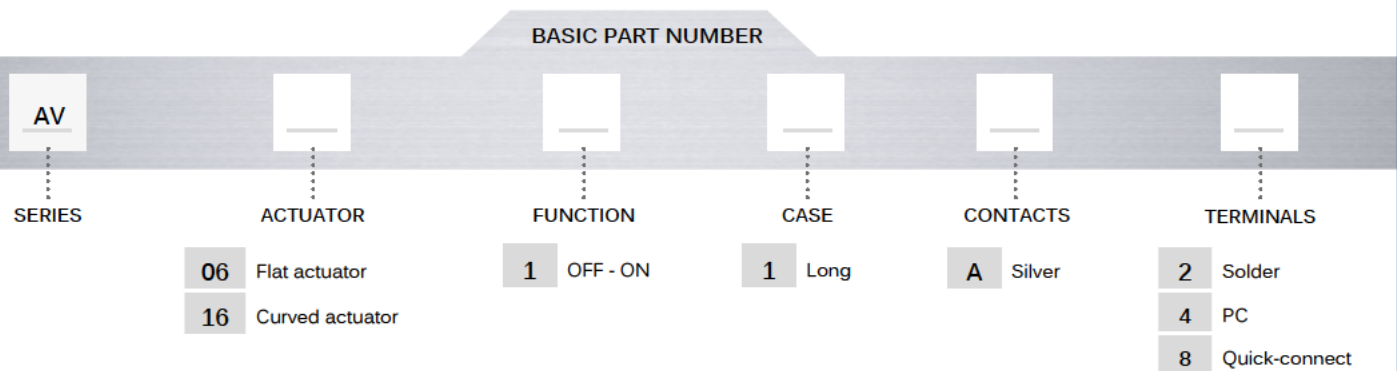 BASIC PART NUMBER
AV
SERIES ACTUATOR FUNCTION CASE CONTACTS TERMINALS
06 Flat actuator 1 OFF - ON 1 Long A Silver 2 Solder
16 Curved actuator 4 PC
8 Quick-connect